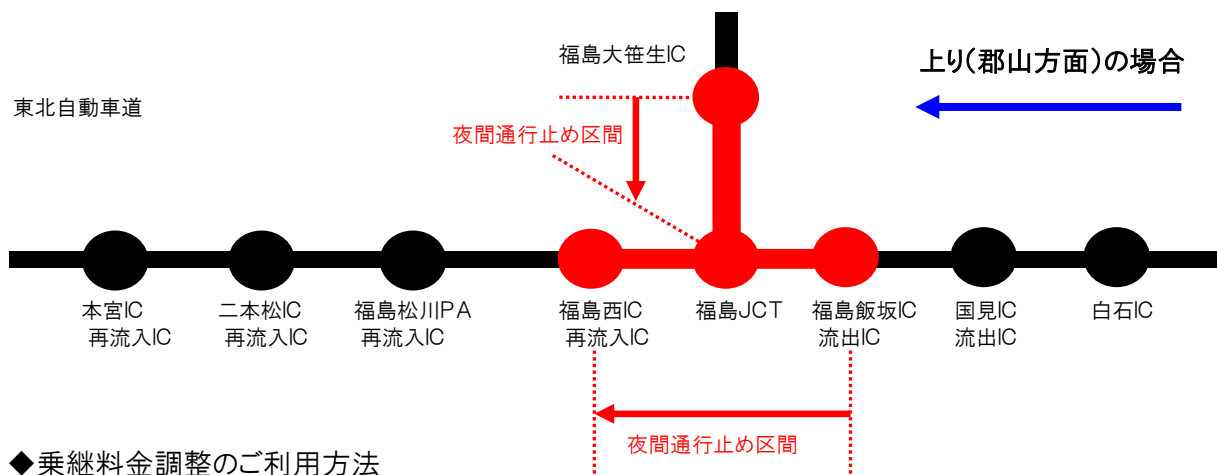 福島大笹生IC
上り(郡山方面)の場合
東北自動車道
夜間通行止め区間
本宮IC
再流入IC
二本松IC
再流入IC
福島松川PA
再流入IC
福島西IC
再流入IC
福島JCT
福島飯坂IC
流出IC
国見IC
流出IC
白石IC
夜間通行止め区間
◆乗継料金調整のご利用方法